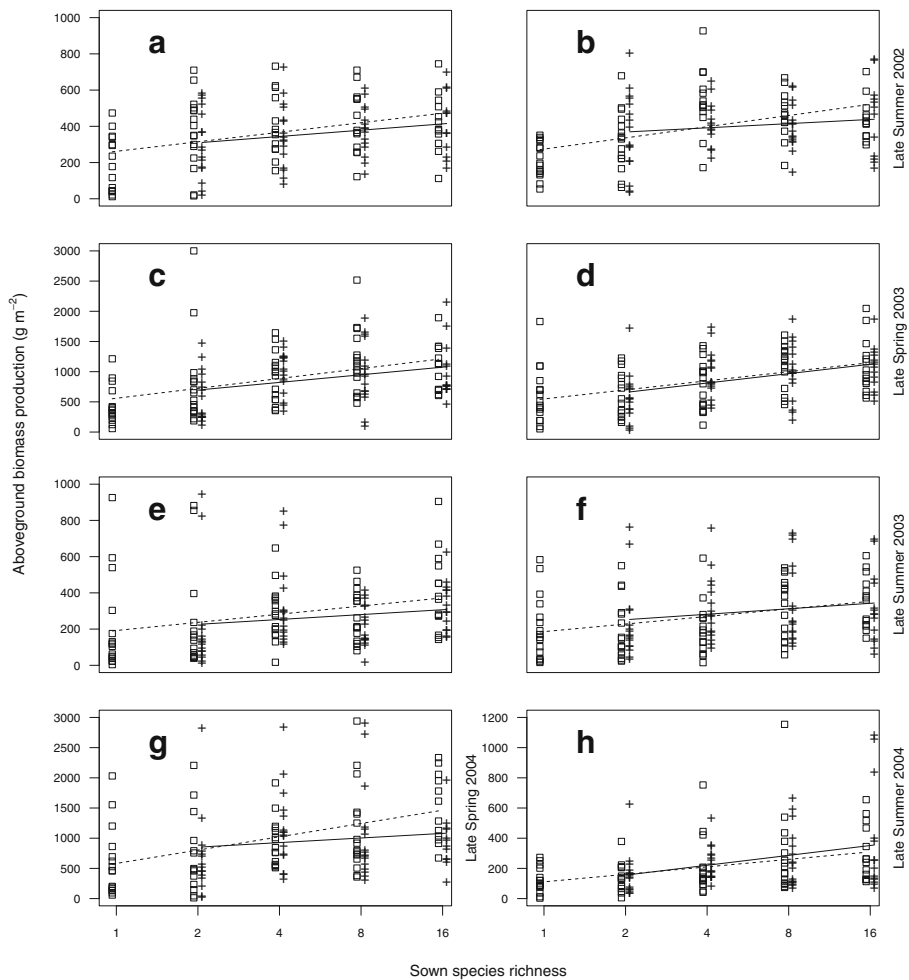 a
b
1000
800
600
400
200
0
Late Summer 2002
c
d
3000
2500
2000
1500
1000
500
0
Late Spring 2003
e
f
1000
800
600
400
200
0
Late Summer 2003
g
h
3000
2500
2000
1500
1000
500
0
Late Spring 2004
1200
1000
800
600
400
200
0
Late Summer 2004
1 2 4 8 16
1 2 4 8 16
Aboveground biomass production (g m−2)
Sown species richness